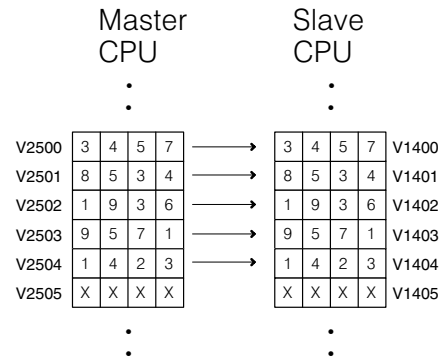 Master CPU
Slave CPU
V2500 3 4 5 7 3 4 5 7 V1400
V2501 8 5 3 4 8 5 3 4 V1401
V2502 1 9 3 6 1 9 3 6 V1402
V2503 9 5 7 1 9 5 7 1 V1403
V2504 1 4 2 3 1 4 2 3 V1404
V2505 X X X X X X X X V1405